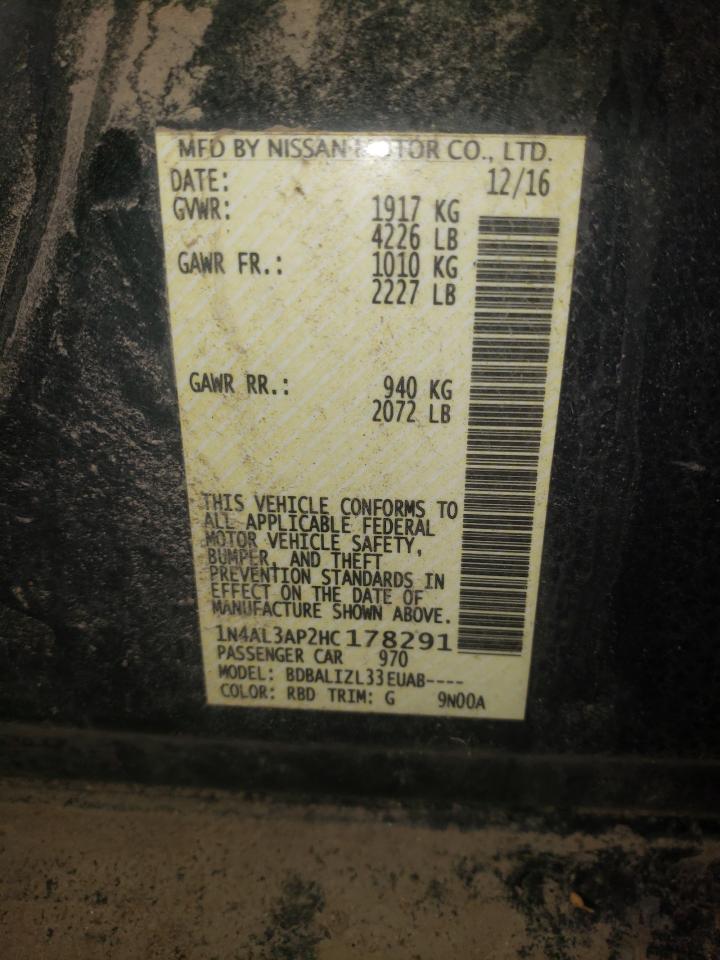 MFD BY NISSAN MOTOR CO., LTD.
DATE: 12/16
GVWR: 1917 KG
4226 LB
GAWR FR.: 1010 KG
2227 LB
GAWR RR.: 940 KG
2072 LB
THIS VEHICLE CONFORMS TO
ALL APPLICABLE FEDERAL
MOTOR VEHICLE SAFETY,
BUMPER, AND THEFT
PREVENTION STANDARDS IN
EFFECT ON THE DATE OF
MANUFACTURE SHOWN ABOVE.
1N4AL3AP2HC178291
PASSENGER CAR 970
MODEL: BDBALIZL33EUAB----
COLOR: RBD TRIM: G 9N00A